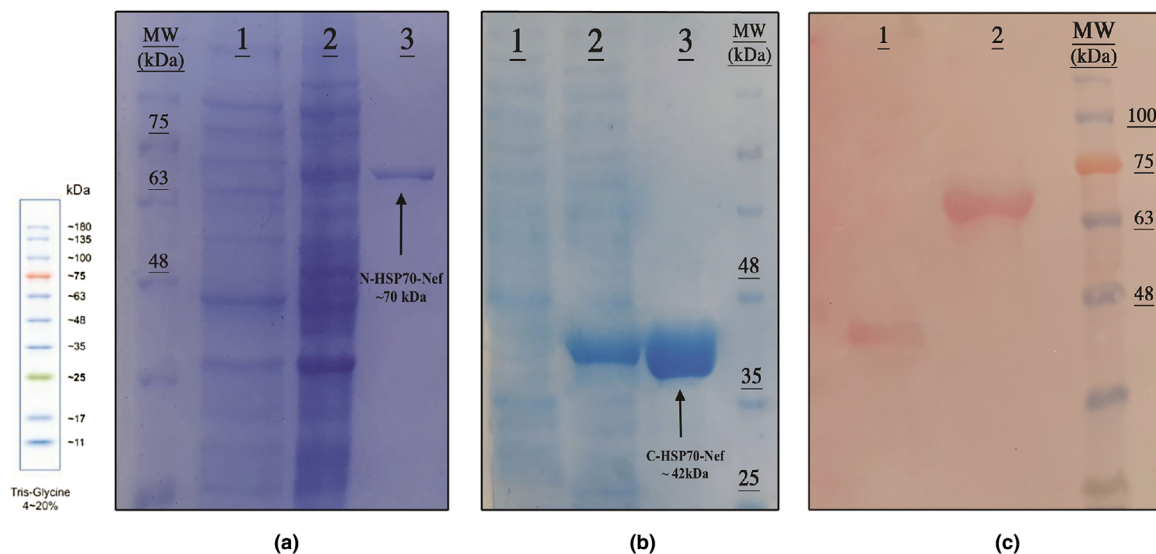 kDa
~180
~135
~100
~75
~63
~48
~35
~25
~17
~11
Tris-Glycine
4~20%
MW
(kDa)
1
2
3
75
63
48
N-HSP70-Nef
~70 kDa
(a)
1
2
3
MW
(kDa)
48
35
25
C-HSP70-Nef
~ 42kDa
(b)
1
2
MW
(kDa)
100
75
63
48
(c)